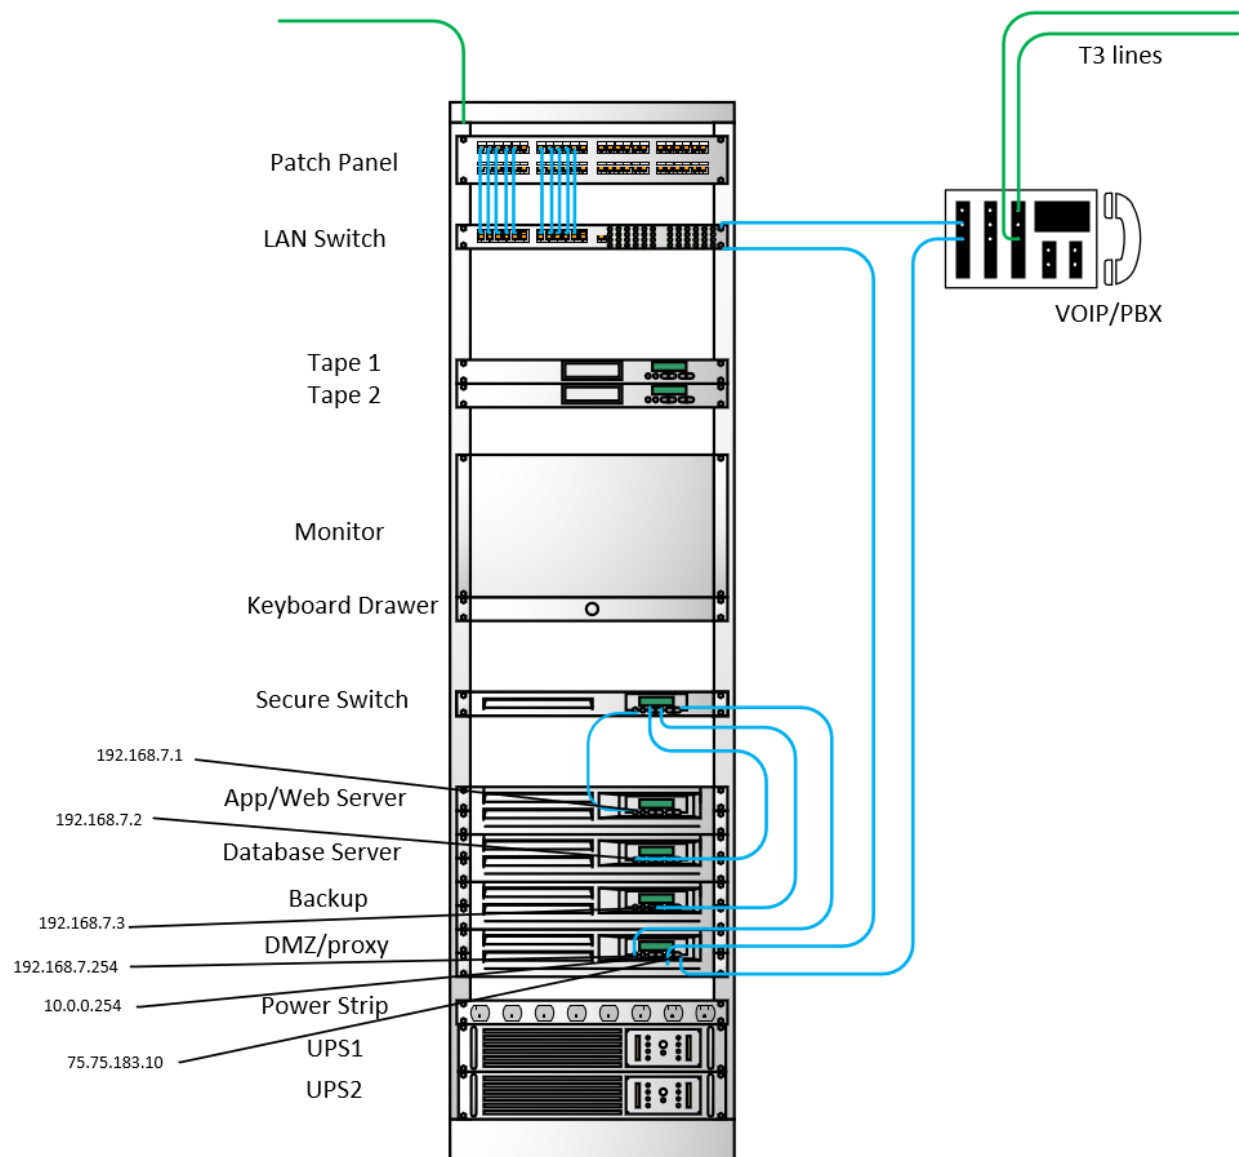 T3 lines
Patch Panel
LAN Switch
VOIP/PBX
Tape 1
Tape 2
Monitor
Keyboard Drawer
Secure Switch
192.168.7.1
App/Web Server
192.168.7.2
Database Server
Backup
192.168.7.3
DMZ/proxy
192.168.7.254
10.0.0.254
Power Strip
UPS1
75.75.183.10
UPS2